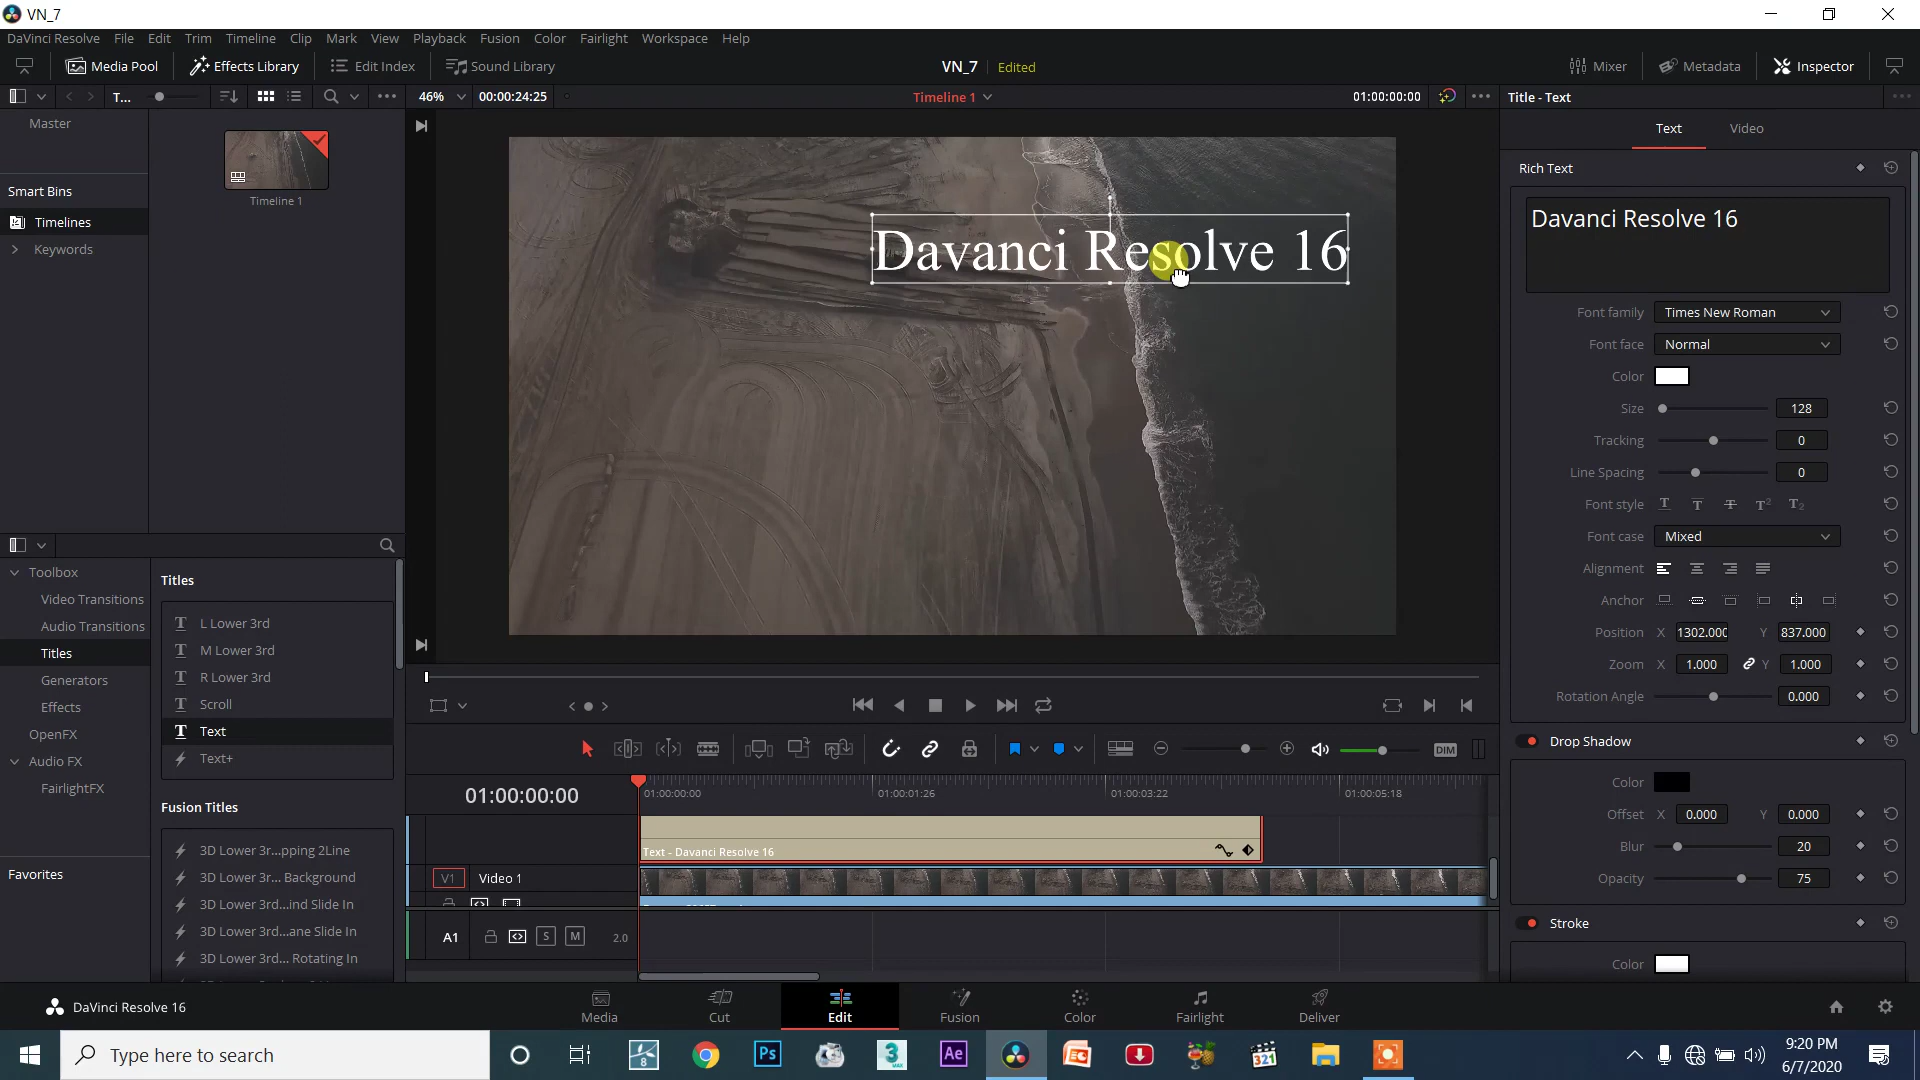 VN_7
DaVinci Resolve File Edit Trim Timeline Clip Mark View Playback Fusion Color Fairlight Workspace Help
Media Pool Effects Library Edit Index Sound Library VN_7 Edited Mixer Metadata Inspector
T... 46% 00:00:24:25 Timeline 1 01:00:00:00 Title - Text
Master
Text Video
Smart Bins
Timelines
Keywords
Timeline 1
Davanci Resolve 16
Rich Text
Davanci Resolve 16
Font family Times New Roman
Font face Normal
Color
Size 128
Tracking 0
Line Spacing 0
Font style T T T T2 T2
Font case Mixed
Alignment
Anchor
Position X 1302.000 Y 837.000
Zoom X 1.000 Y 1.000
Rotation Angle 0.000
Drop Shadow
Color
Offset X 0.000 Y 0.000
Blur 20
Opacity 75
Stroke
Color
Toolbox
Video Transitions
Audio Transitions
Titles
Generators
Effects
OpenFX
Audio FX
FairlightFX
Favorites
Titles
L Lower 3rd
M Lower 3rd
R Lower 3rd
Scroll
Text
Text+
Fusion Titles
3D Lower 3r...pping 2Line
3D Lower 3r... Background
3D Lower 3rd...ind Slide In
3D Lower 3rd...ane Slide In
3D Lower 3rd... Rotating In
DIM
01:00:00:00 01:00:00:00 01:00:01:26 01:00:03:22 01:00:05:18
Text - Davanci Resolve 16
V1 Video 1
A1 S M 2.0
DaVinci Resolve 16
Media Cut Edit Fusion Color Fairlight Deliver
Type here to search
8 Ps 3 MAX Ae 321
9:20 PM
6/7/2020